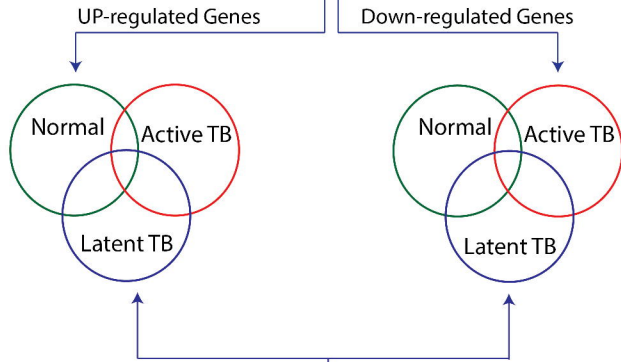 UP-regulated Genes
Down-regulated Genes
Normal
Active TB
Latent TB
Normal
Active TB
Latent TB